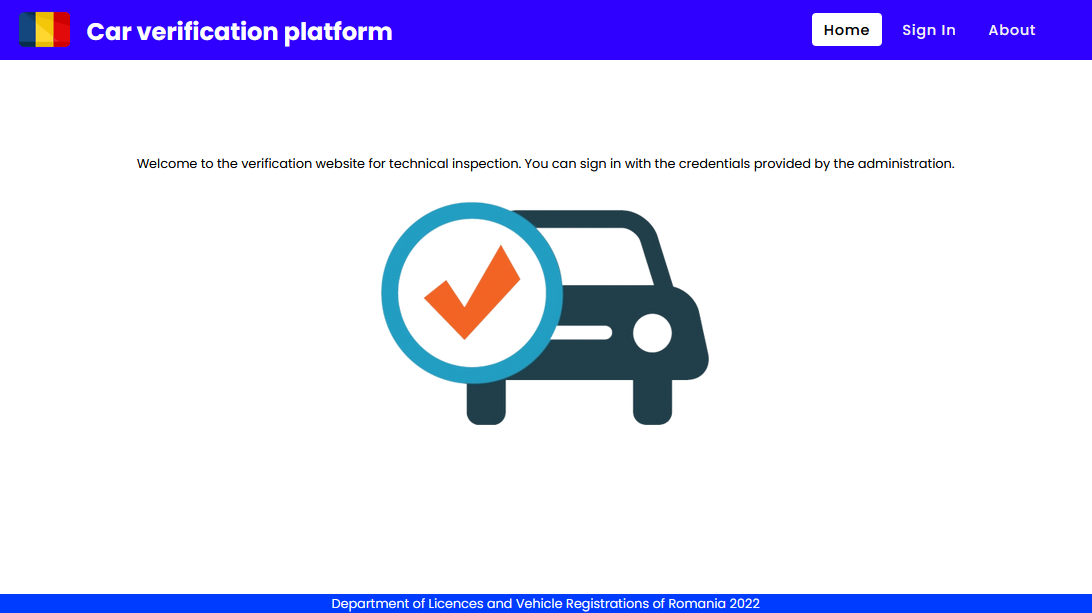 Car verification platform
Home
Sign In
About
Welcome to the verification website for technical inspection. You can sign in with the credentials provided by the administration.
Department of Licences and Vehicle Registrations of Romania 2022